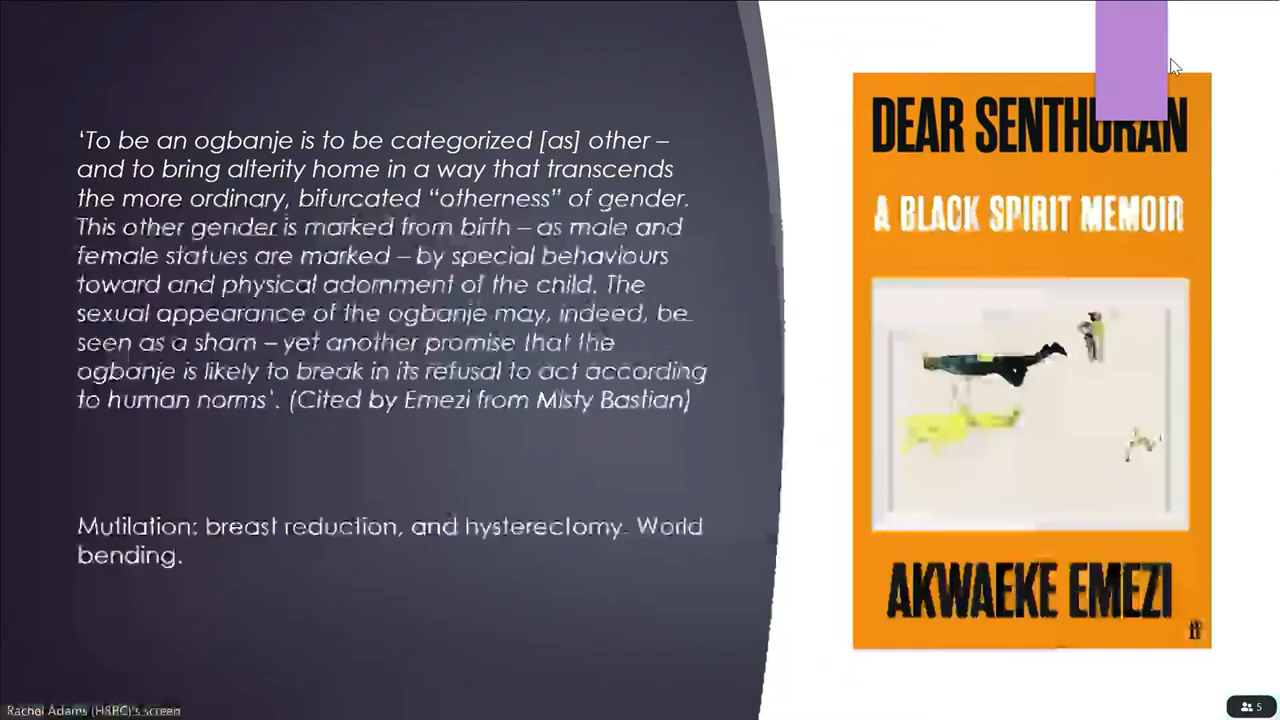 ‘To be an ogbanje is to be categorized [as] other –
and to bring alterity home in a way that transcends
the more ordinary, bifurcated “otherness” of gender.
This other gender is marked from birth – as male and
female statues are marked – by special behaviours
toward and physical adornment of the child. The
sexual appearance of the ogbanje may, indeed, be
seen as a sham – yet another promise that the
ogbanje is likely to break in its refusal to act according
to human norms’. (Cited by Emezi from Misty Bastian)
Mutilation: breast reduction, and hysterectomy. World
bending.
DEAR SENTHURAN
A BLACK SPIRIT MEMOIR
AKWAEKE EMEZI
ff
Rachel Adams (HSRC)'s screen
5